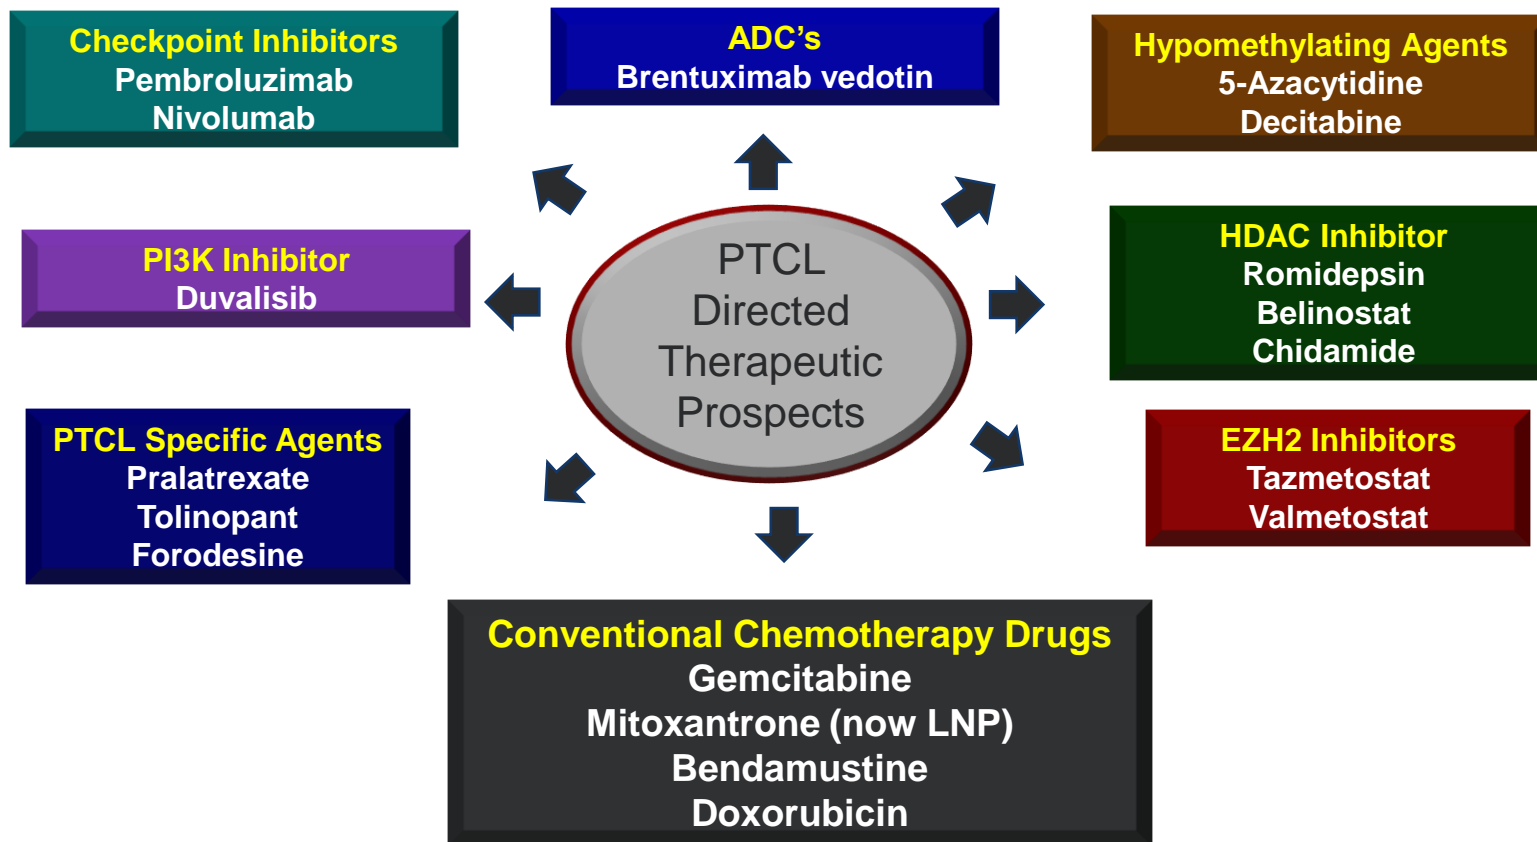 Checkpoint Inhibitors
Pembroluzimab
Nivolumab
ADC's
Brentuximab vedotin
Hypomethylating Agents
5-Azacytidine
Decitabine
PI3K Inhibitor
Duvalisib
PTCL
Directed
Therapeutic
Prospects
HDAC Inhibitor
Romidepsin
Belinostat
Chidamide
PTCL Specific Agents
Pralatrexate
Tolinopant
Forodesine
EZH2 Inhibitors
Tazmetostat
Valmetostat
Conventional Chemotherapy Drugs
Gemcitabine
Mitoxantrone (now LNP)
Bendamustine
Doxorubicin